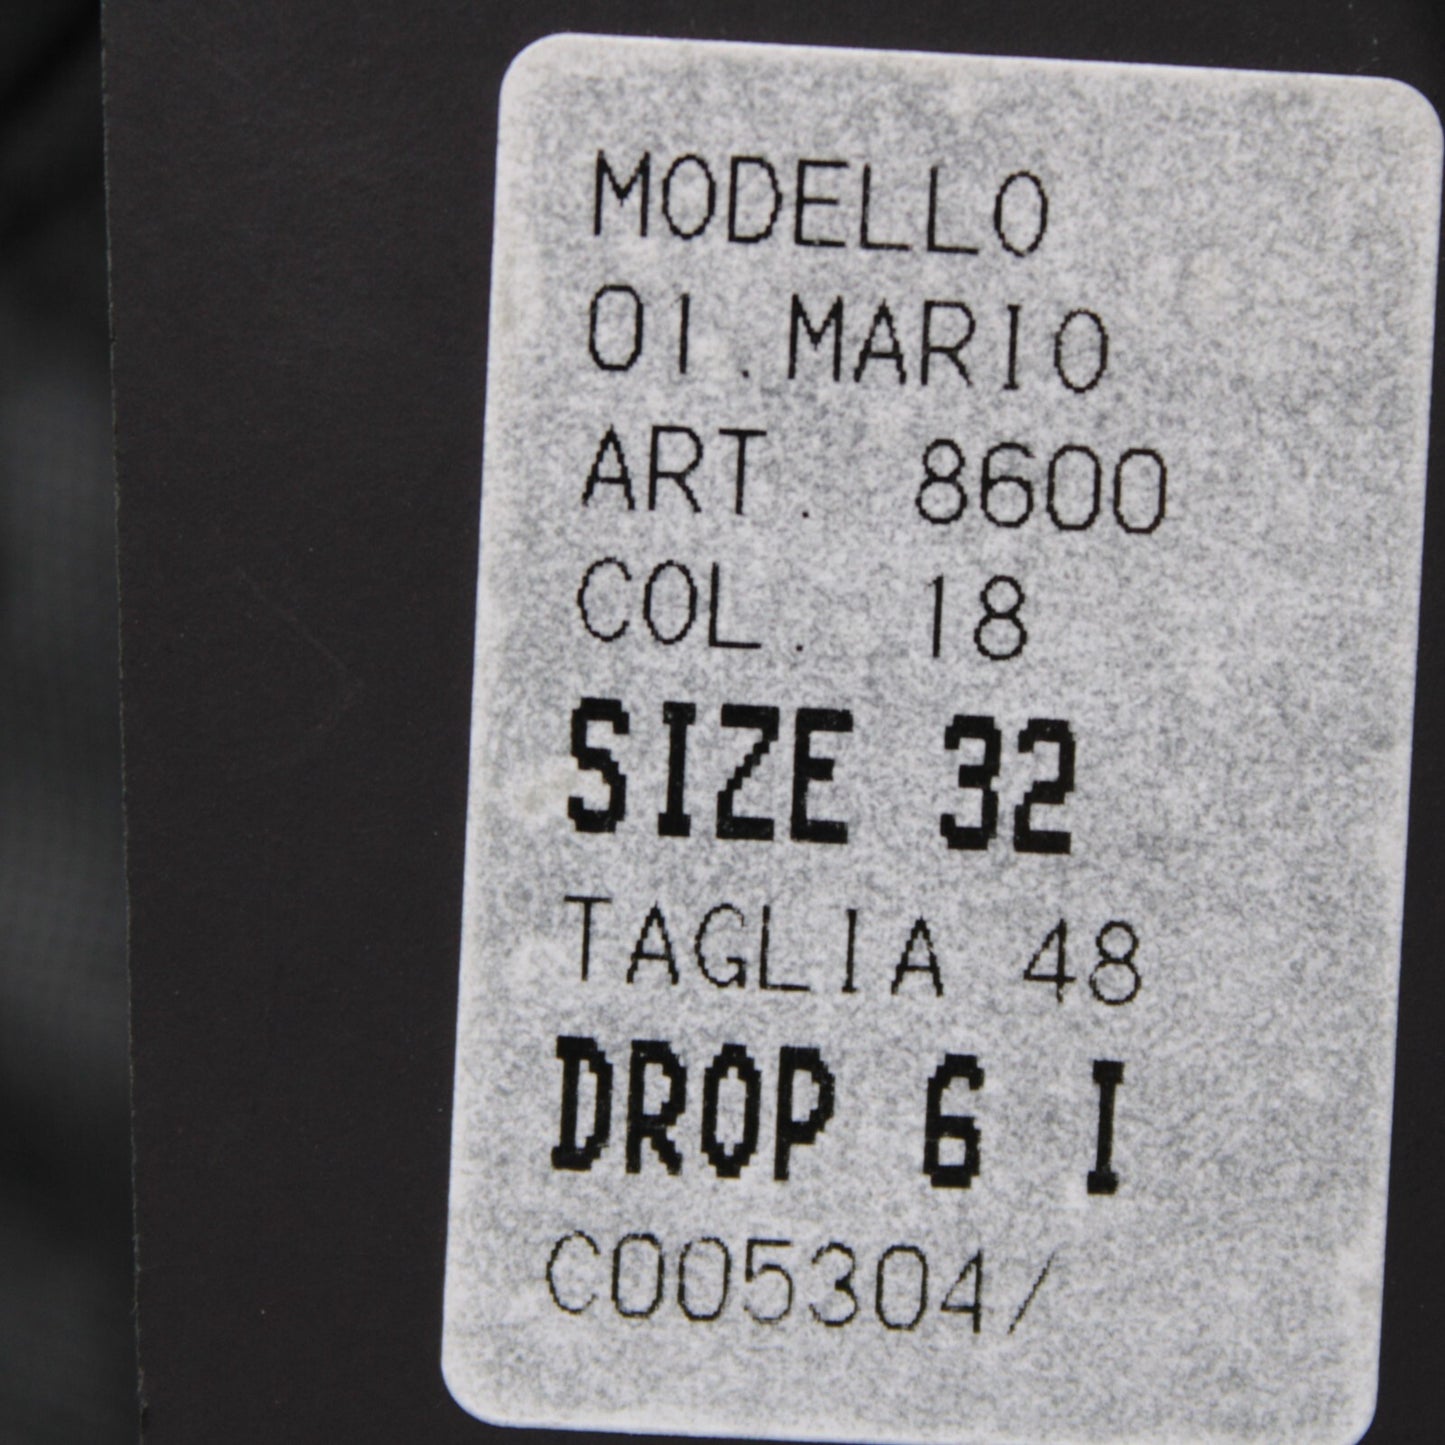 MODELLO
01.MARIO
ART. 8600
COL. 18
SIZE 32
TAGLIA 48
DROP 6 I
C005304/